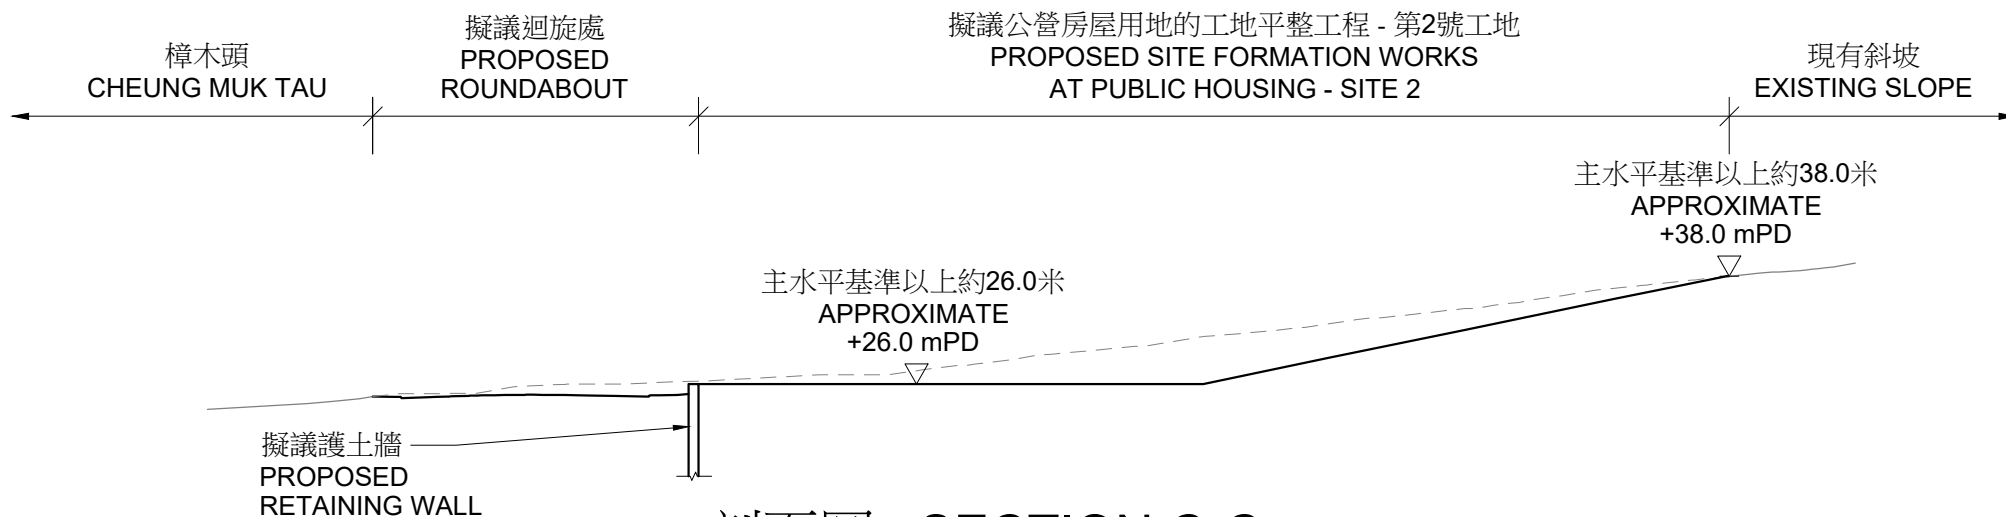 樟木頭
CHEUNG MUK TAU
擬議迴旋處
PROPOSED
ROUNDABOUT
擬議公營房屋用地的工地平整工程 - 第2號工地
PROPOSED SITE FORMATION WORKS
AT PUBLIC HOUSING - SITE 2
現有斜坡
EXISTING SLOPE
主水平基準以上約38.0米
APPROXIMATE
+38.0 mPD
主水平基準以上約26.0米
APPROXIMATE
+26.0 mPD
擬議護土牆
PROPOSED
RETAINING WALL